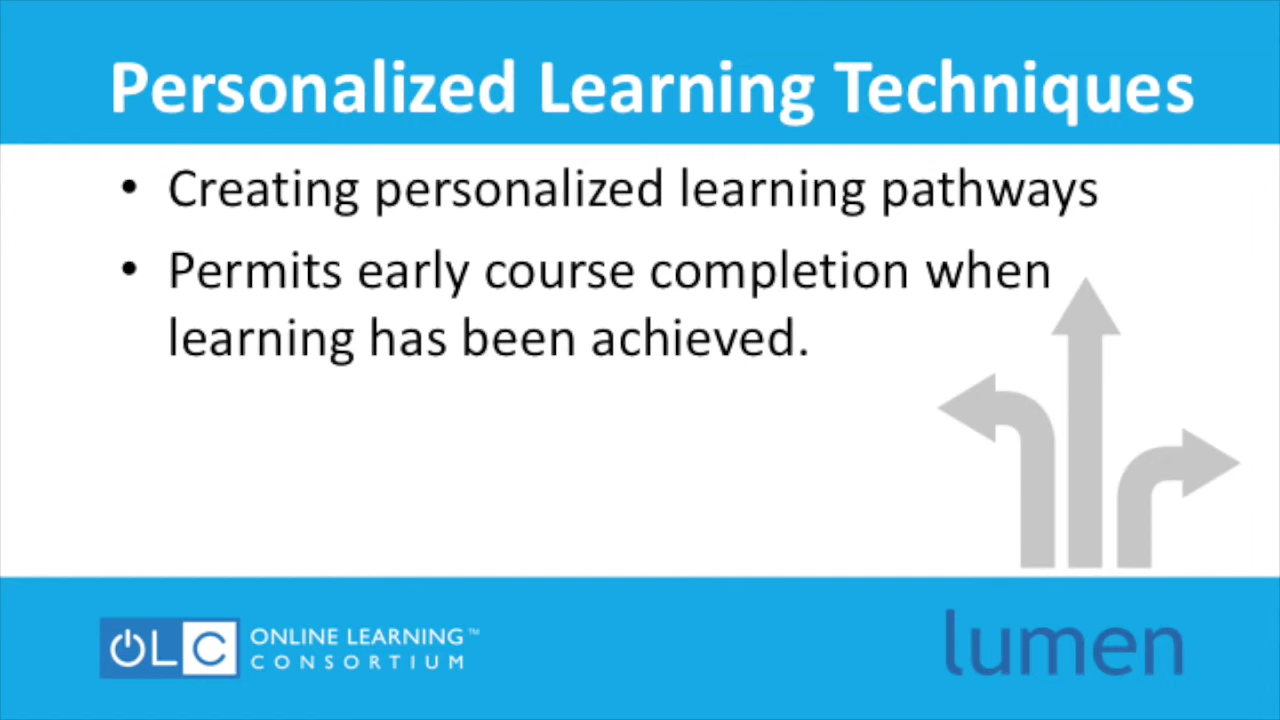 Personalized Learning Techniques
• Creating personalized learning pathways
• Permits early course completion when
learning has been achieved.
OLC ONLINE LEARNING™
CONSORTIUM
lumen